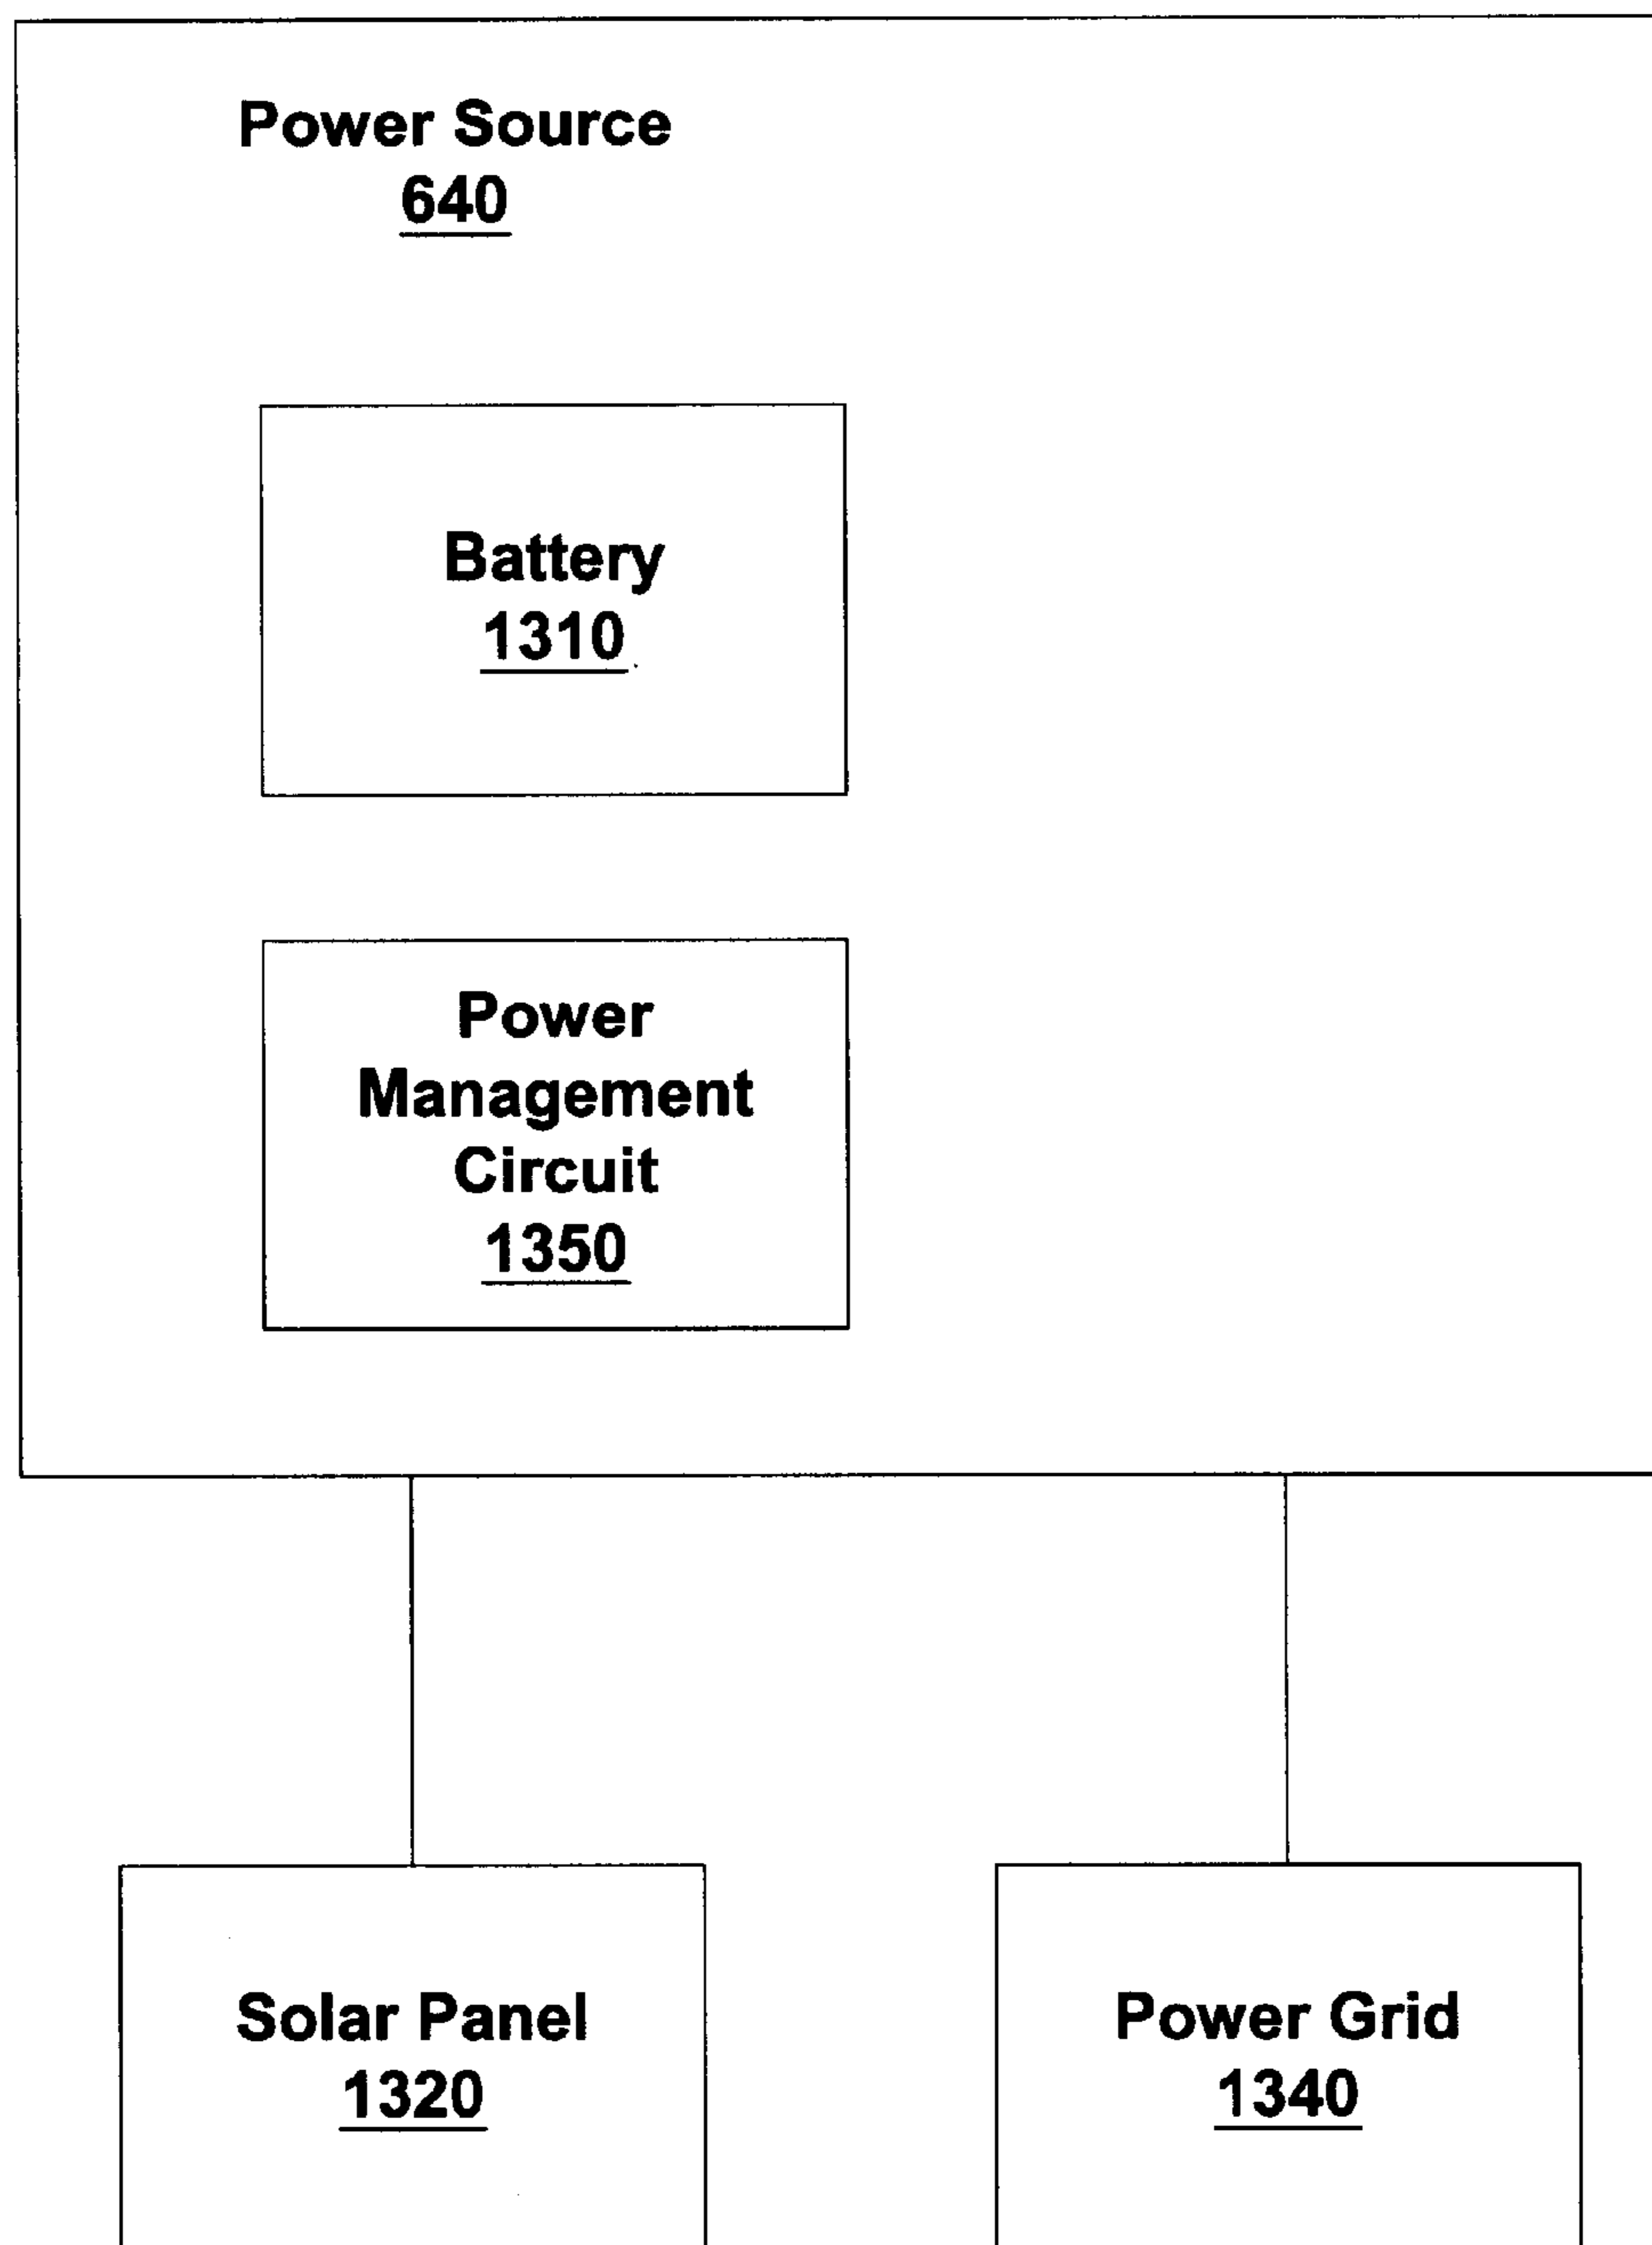 Power Source
640
Battery
1310
Power
Management
Circuit
1350
Solar Panel
1320
Power Grid
1340